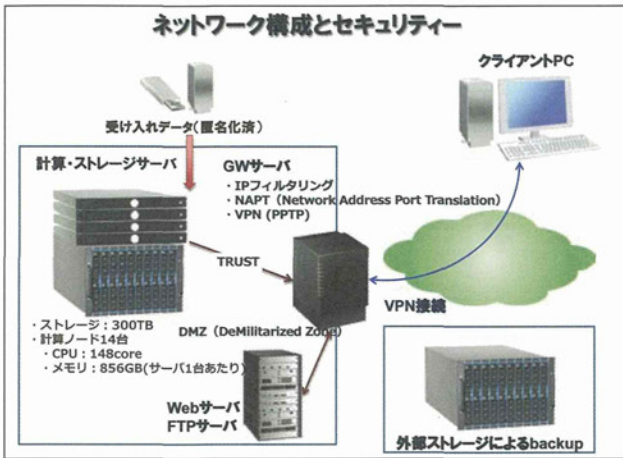 ネットワーク構成とセキュリティー
クライアントPC
受け入れデータ(匿名化済)
計算・ストレージサーバ
GWサーバ
・IPフィルタリング
・NAPT（Network Address Port Translation）
・VPN (PPTP)
TRUST
VPN接続
・ストレージ：300TB
・計算ノード14台
・CPU：148core
・メモリ：856GB(サーバ1台あたり)
DMZ（DeMilitarized Zone）
Webサーバ
FTPサーバ
外部ストレージによるbackup